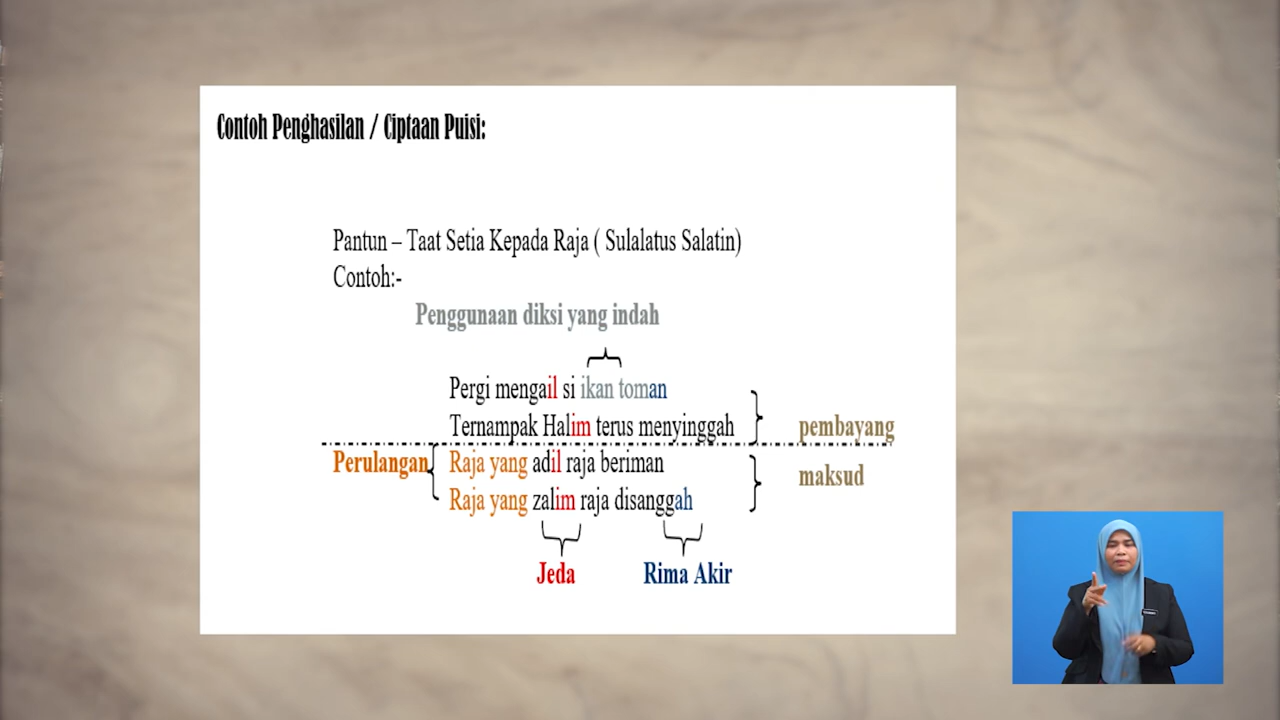 Contoh Penghasilan / Ciptaan Puisi:
Pantun – Taat Setia Kepada Raja ( Sulalatus Salatin)
Contoh:-
Penggunaan diksi yang indah
Pergi mengail si ikan toman
Ternampak Halim terus menyinggah
pembayang
Perulangan
Raja yang adil raja beriman
Raja yang zalim raja disanggah
maksud
Jeda
Rima Akir